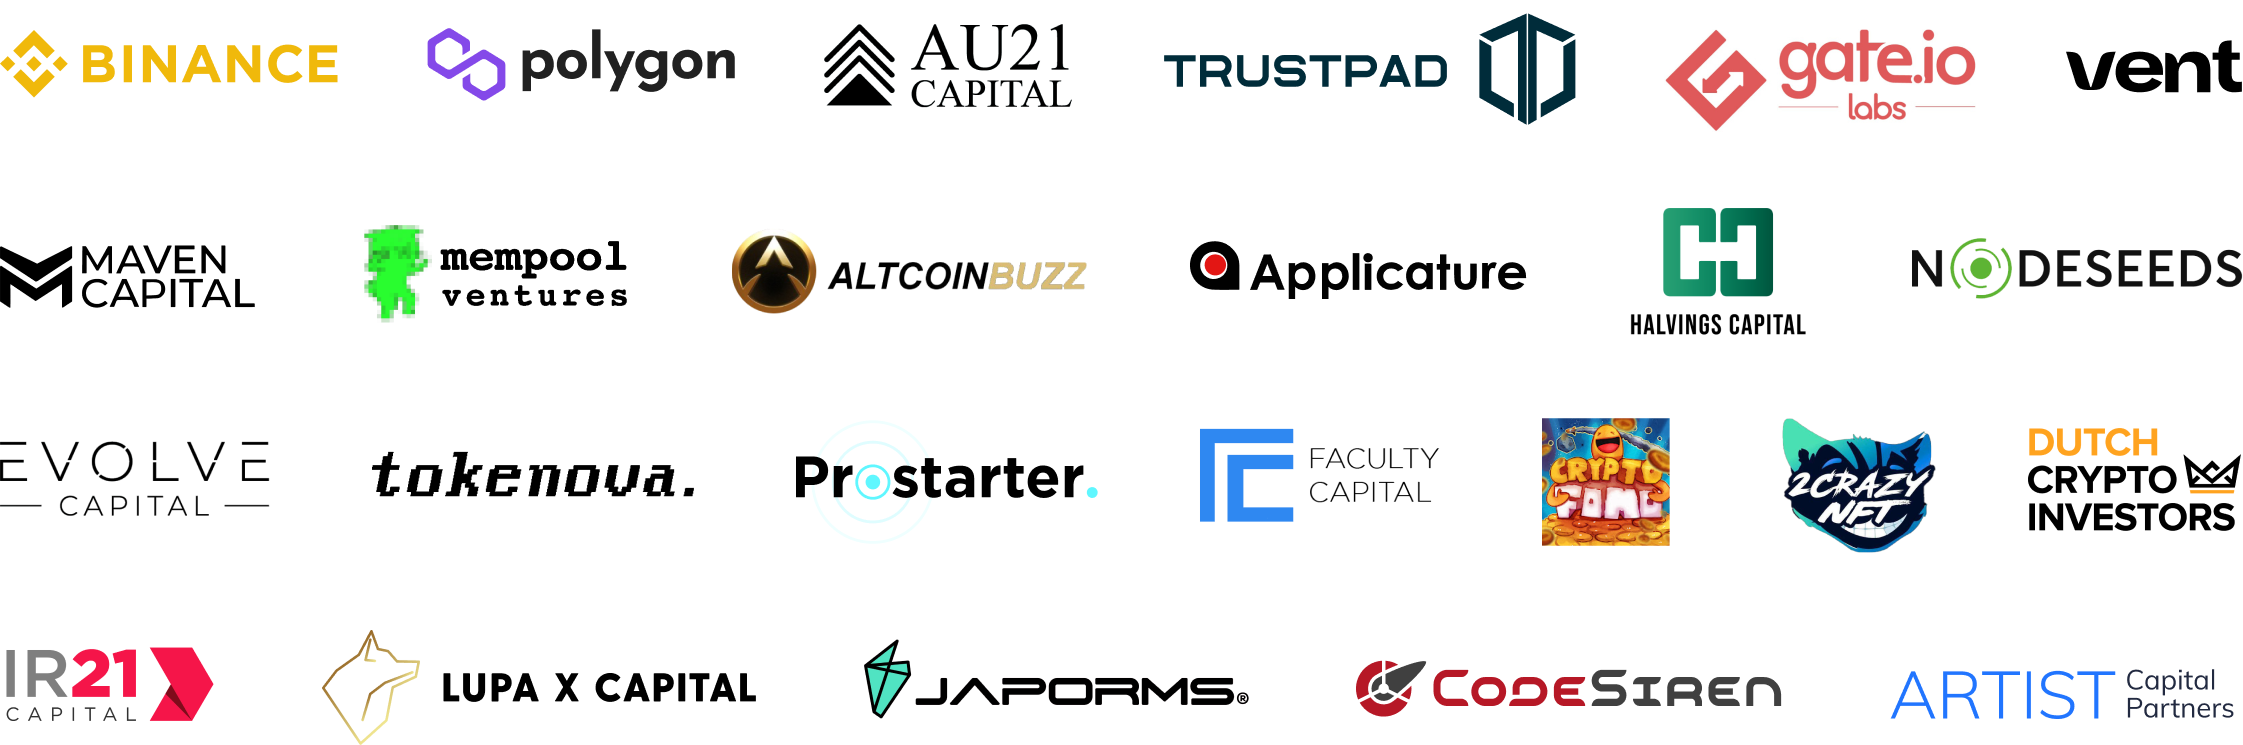 BINANCE
polygon
AU21
CAPITAL
TRUSTPAD
gate.io
labs
vent
MAVEN
CAPITAL
mempool
ventures
ALTCOINBUZZ
Applicature
HALVINGS CAPITAL
NODESEEDS
EVOLVE
CAPITAL
tokenova.
Prostarter.
FACULTY
CAPITAL
CRYPTO
FOMO
2CRAZY
NFT
DUTCH
CRYPTO
INVESTORS
IR21
CAPITAL
LUPA X CAPITAL
JAPORMS®
CODESIREN
ARTIST
Capital
Partners